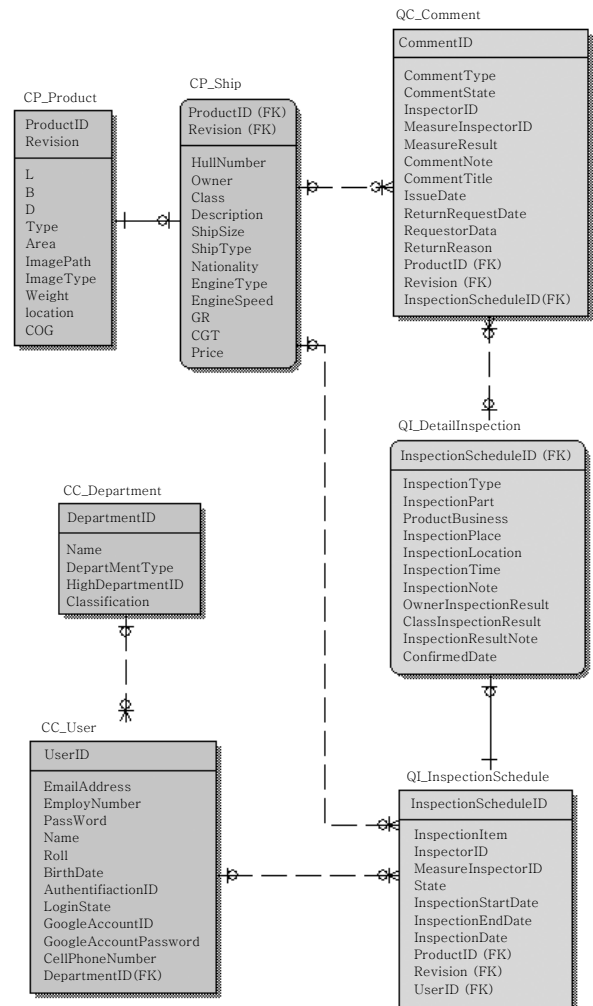 CP_Product
ProductID
Revision
L
B
D
Type
Area
ImagePath
ImageType
Weight
location
COG
CP_Ship
ProductID (FK)
Revision (FK)
HullNumber
Owner
Class
Description
ShipSize
ShipType
Nationality
EngineType
EngineSpeed
GR
CGT
Price
QC_Comment
CommentID
CommentType
CommentState
InspectorID
MeasureInspectorID
MeasureResult
CommentNote
CommentTitle
IssueDate
ReturnRequestDate
RequestorData
ReturnReason
ProductID (FK)
Revision (FK)
InspectionScheduleID(FK)
QI_DetailInspection
InspectionScheduleID (FK)
InspectionType
InspectionPart
ProductBusiness
InspectionPlace
InspectionLocation
InspectionTime
InspectionNote
OwnerInspectionResult
ClassInspectionResult
InspectionResultNote
ConfirmedDate
CC_Department
DepartmentID
Name
DepartMentType
HighDepartmentID
Classification
CC_User
UserID
EmailAddress
EmployNumber
PassWord
Name
Roll
BirthDate
AuthentifiactionID
LoginState
GoogleAccountID
GoogleAccountPassword
CellPhoneNumber
DepartmentID(FK)
QI_InspectionSchedule
InspectionScheduleID
InspectionItem
InspectorID
MeasureInspectorID
State
InspectionStartDate
InspectionEndDate
InspectionDate
ProductID (FK)
Revision (FK)
UserID (FK)